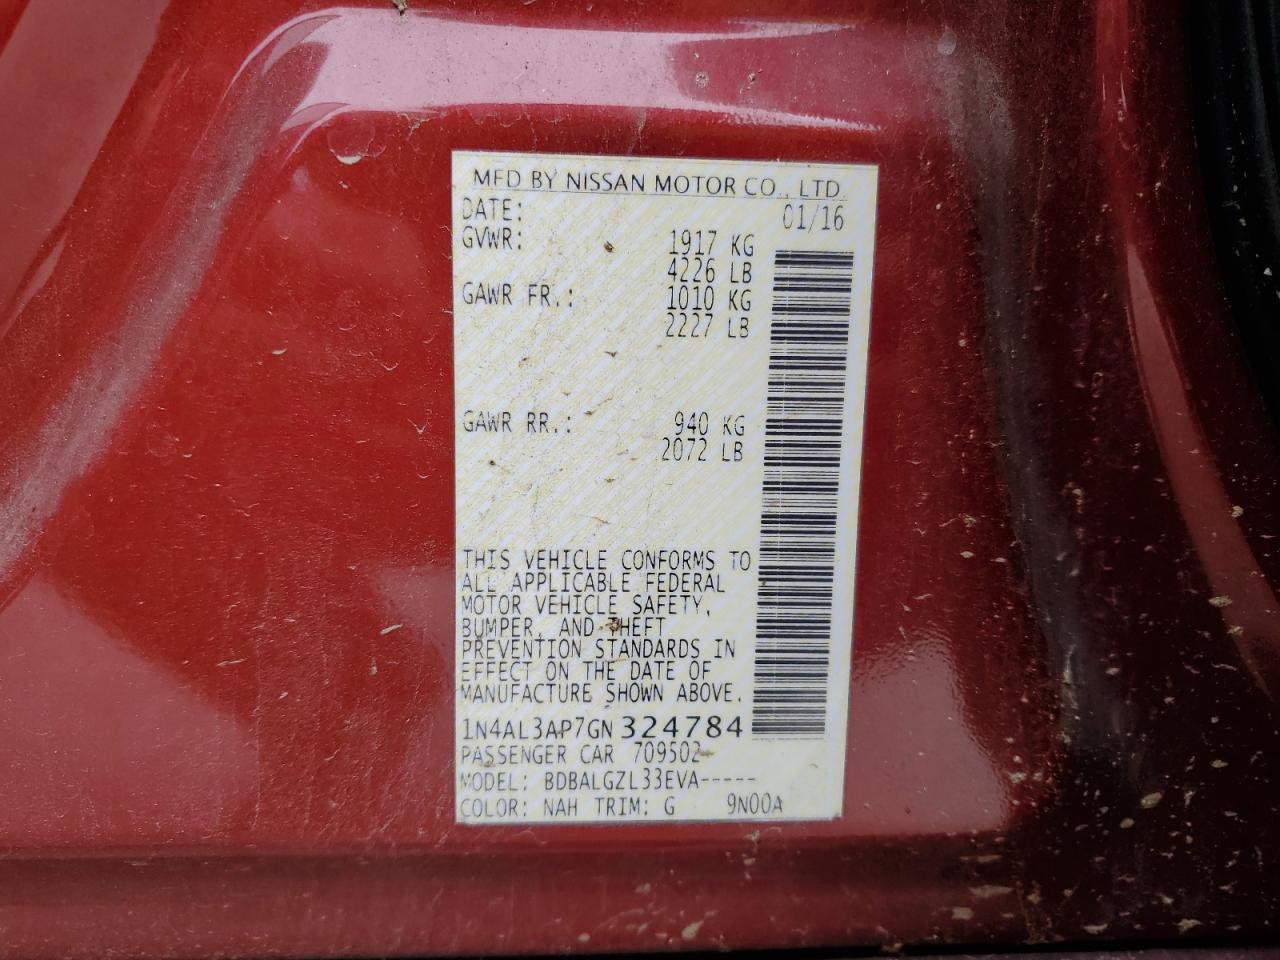 MFD BY NISSAN MOTOR CO., LTD.
DATE: 01/16
GVWR: 1917 KG
4226 LB
GAWR FR.: 1010 KG
2227 LB
GAWR RR.: 940 KG
2072 LB
THIS VEHICLE CONFORMS TO
ALL APPLICABLE FEDERAL
MOTOR VEHICLE SAFETY,
BUMPER, AND THEFT
PREVENTION STANDARDS IN
EFFECT ON THE DATE OF
MANUFACTURE SHOWN ABOVE.
1N4AL3AP7GN324784
PASSENGER CAR 709502
MODEL: BDBALGZL33EVA-----
COLOR: NAH TRIM: G 9N00A